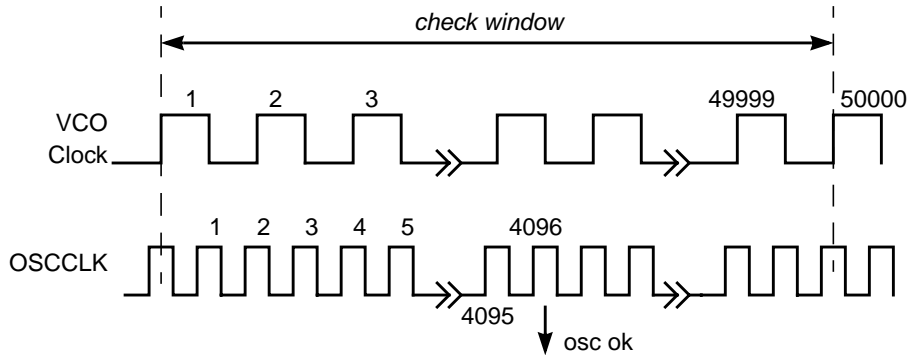 check window
1 2 3 49999 50000
VCO
Clock
1 2 3 4 5 4096
OSCCLK
4095
osc ok